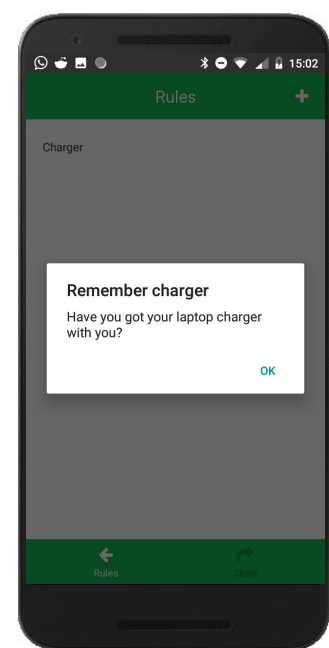 15:02
Rules
Charger
Remember charger
Have you got your laptop charger
with you?
OK
Rules
Store